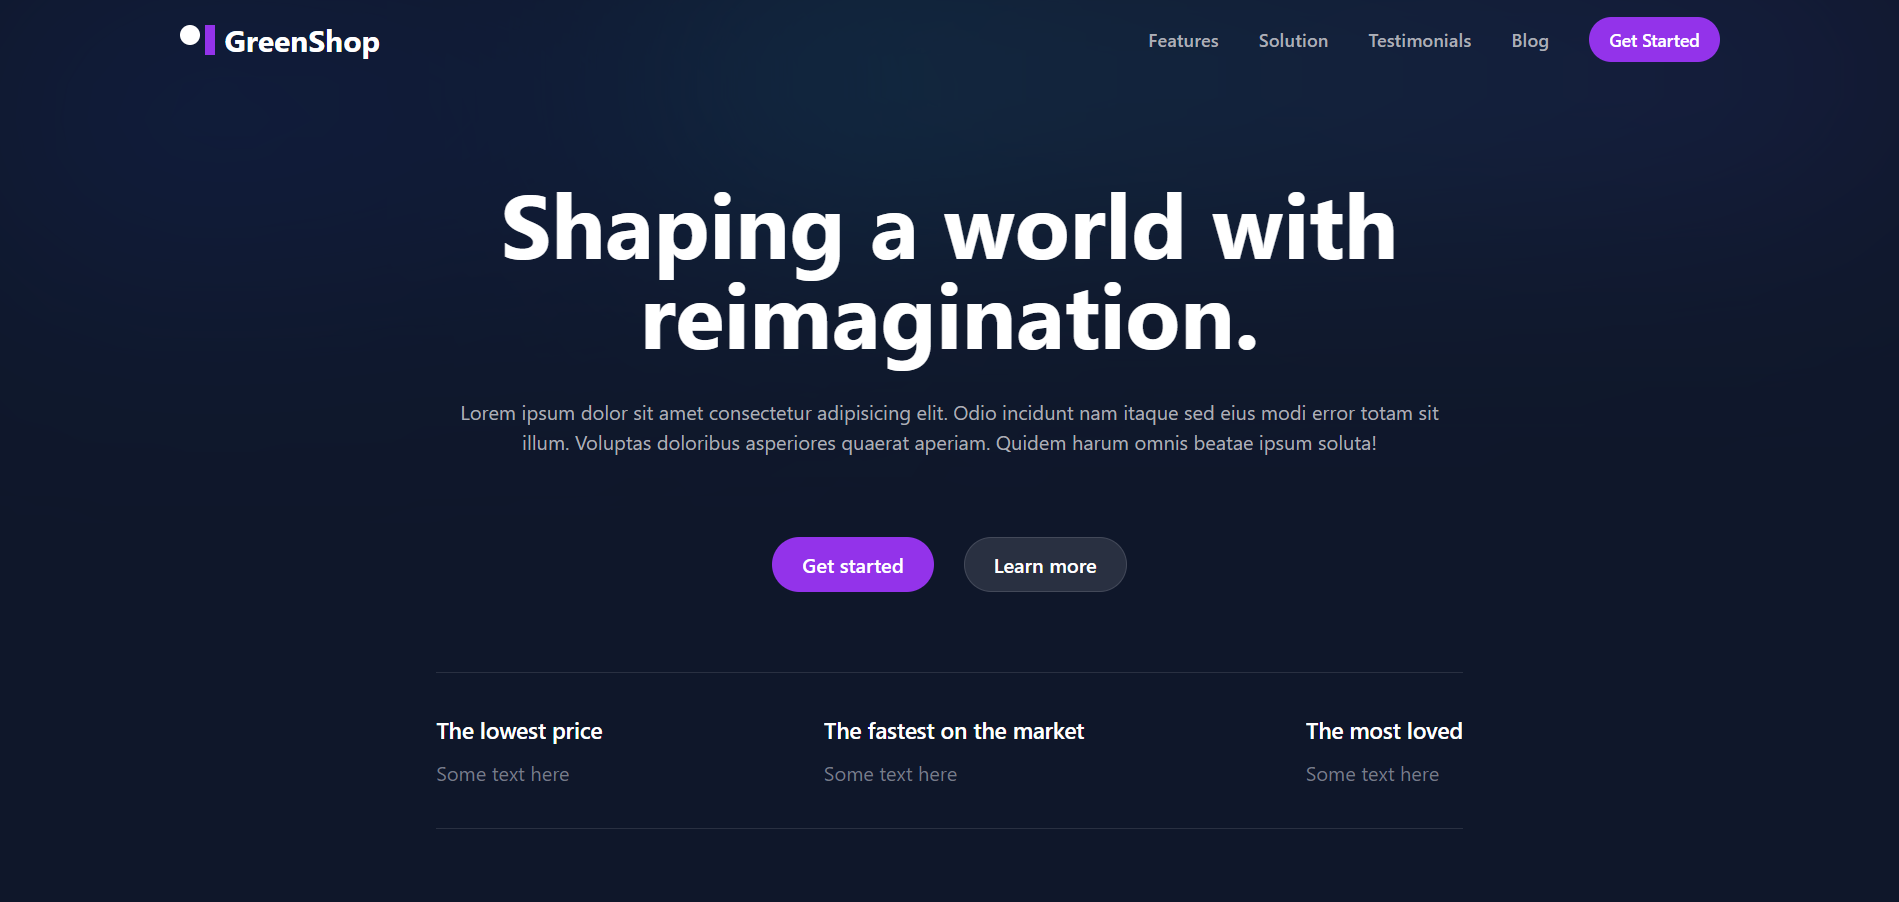 GreenShop
Features
Solution
Testimonials
Blog
Get Started
Shaping a world with
reimagination.
Lorem ipsum dolor sit amet consectetur adipisicing elit. Odio incidunt nam itaque sed eius modi error totam sit
illum. Voluptas doloribus asperiores quaerat aperiam. Quidem harum omnis beatae ipsum soluta!
Get started
Learn more
The lowest price
Some text here
The fastest on the market
Some text here
The most loved
Some text here